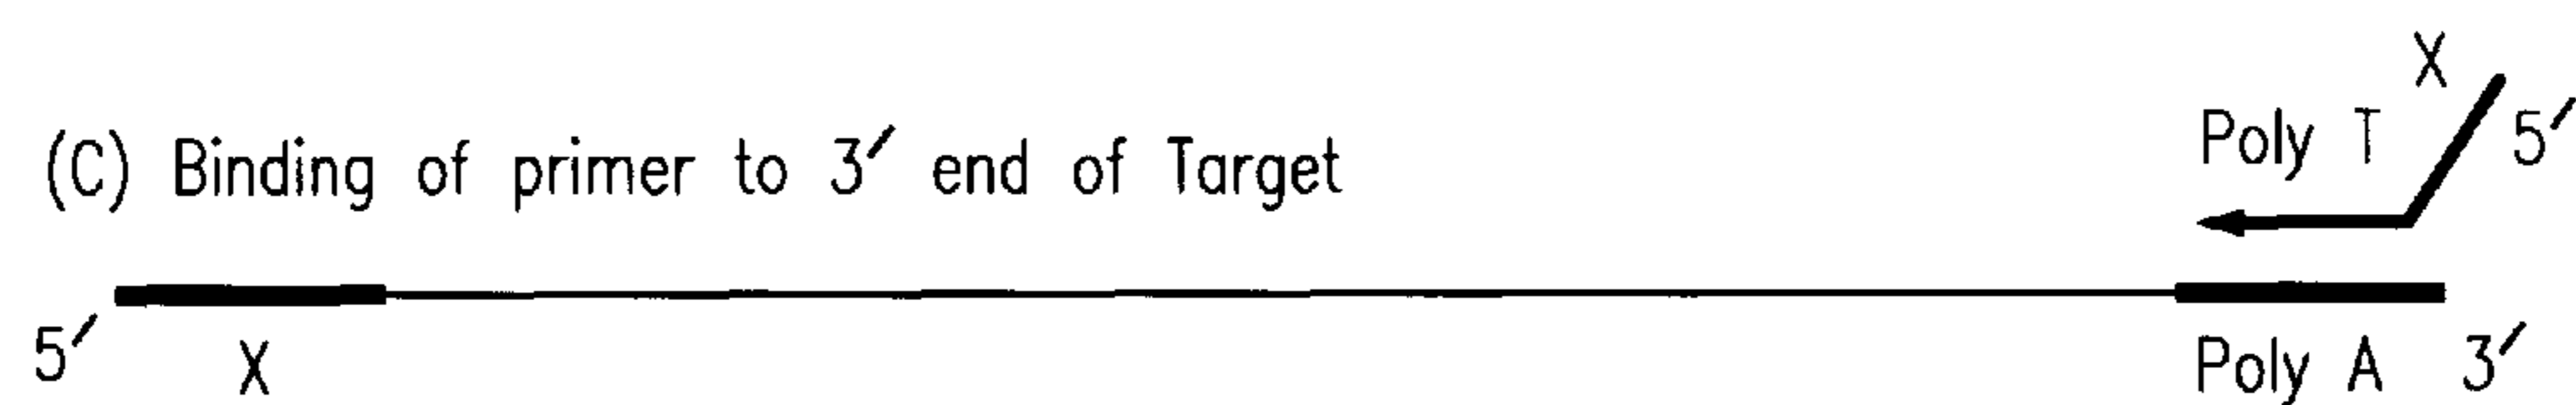 X
Poly T 5′
(C) Binding of primer to 3′ end of Target
5′ X Poly A 3′